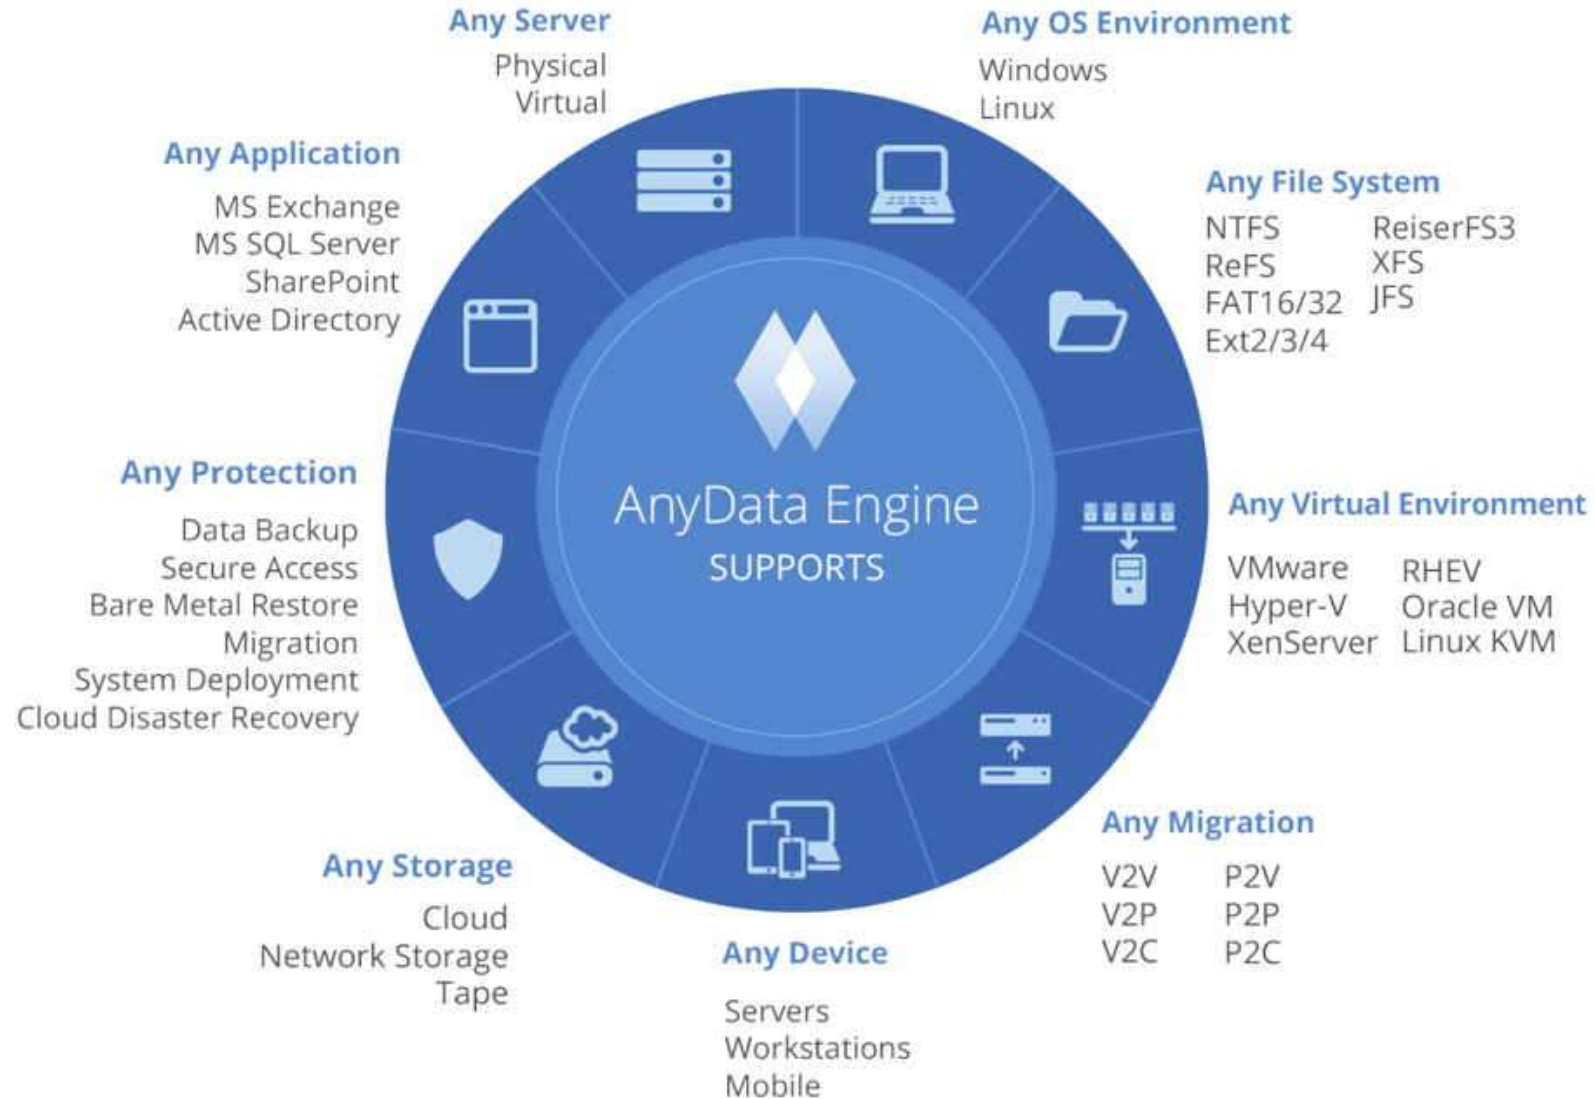 Any Server
Physical
Virtual
Any OS Environment
Windows
Linux
Any Application
MS Exchange
MS SQL Server
SharePoint
Active Directory
Any File System
NTFS
ReFS
FAT16/32
Ext2/3/4
ReiserFS3
XFS
JFS
AnyData Engine
SUPPORTS
Any Protection
Data Backup
Secure Access
Bare Metal Restore
Migration
System Deployment
Cloud Disaster Recovery
Any Virtual Environment
VMware
Hyper-V
XenServer
RHEV
Oracle VM
Linux KVM
Any Storage
Cloud
Network Storage
Tape
Any Device
Servers
Workstations
Mobile
Any Migration
V2V
V2P
V2C
P2V
P2P
P2C